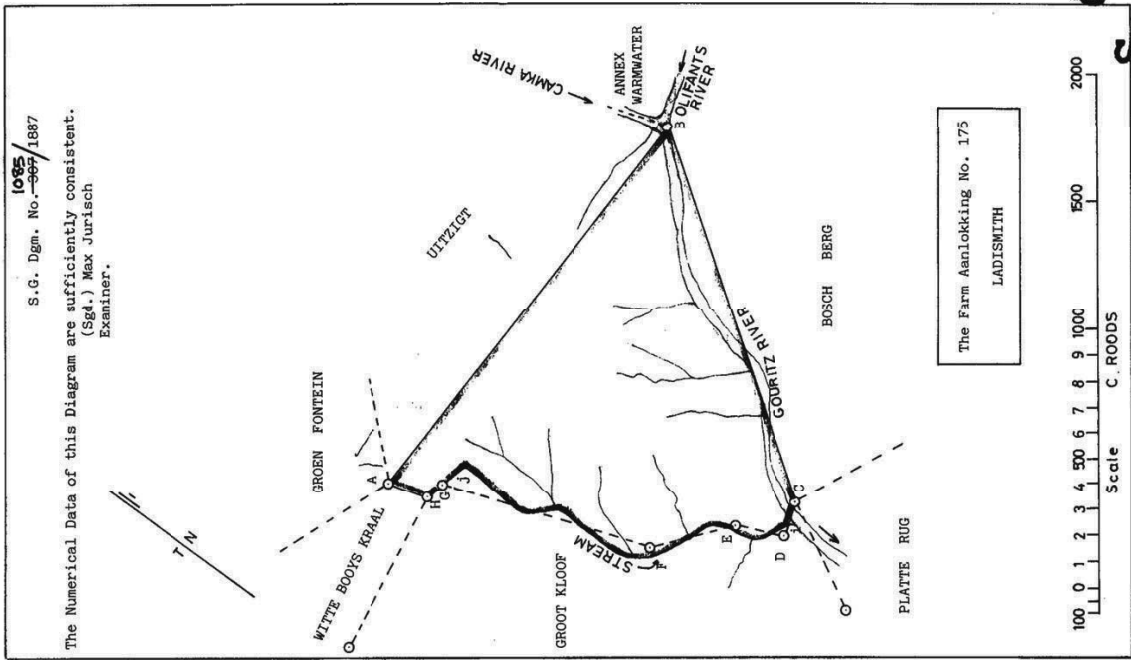 S.G. Dgm. No. 307 1085/1887
The Numerical Data of this Diagram are sufficiently consistent.
(Sgd.) Max Jurisch
Examiner.
T N
CAMKA RIVER
ANNEX
WARMWATER
OLIFANTS
RIVER
B
UITZIGT
GROEN FONTEIN
A
WITTE BOOYS KRAAL
H
G
j
GROOT KLOOF
STREAM
F
E
D
i
C
GOURITZ RIVER
BOSCH BERG
PLATTE RUG
The Farm Aanlokking No. 175
LADISMITH
100 0 1 2 3 4 500 6 7 8 9 1000 1500 2000
Scale C. ROODS